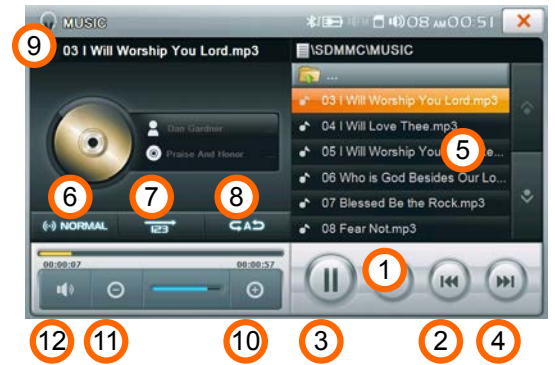 MUSIC
08 AM 00:51
9
03 I Will Worship You Lord.mp3
\SDMMC\MUSIC
...
Dan Gardner
Praise And Honor
03 I Will Worship You Lord.mp3
04 I Will Love Thee.mp3
05 I Will Worship You
e...
5
06 Who is God Besides Our Lo...
07 Blessed Be the Rock.mp3
08 Fear Not.mp3
6
7
8
NORMAL
123
A
00:00:07
00:00:57
1
12
11
10
3
2
4